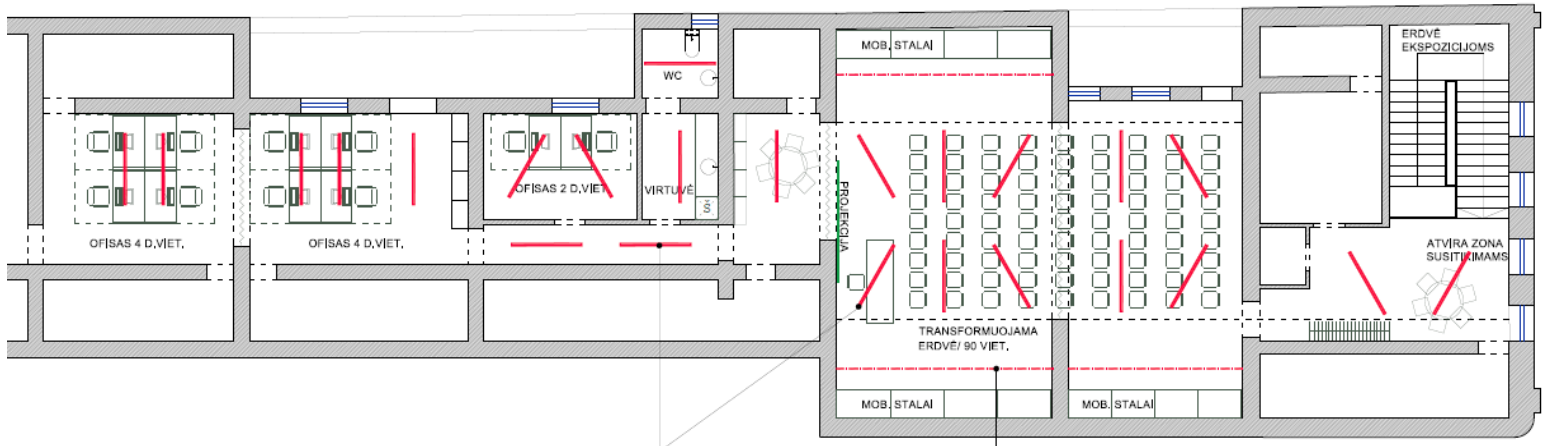 MOB. STALAI
ERDVĖ
EKSPOZICIJOMS
WC
OFISAS 2 D.VIET.
VIRTUVĖ
Š
PROJEKCIJA
OFISAS 4 D.VIET.
OFISAS 4 D.VIET.
ATVIRA ZONA
SUSITIKIMAMS
TRANSFORMUOJAMA
ERDVĖ/ 90 VIET.
MOB. STALAI
MOB. STALAI